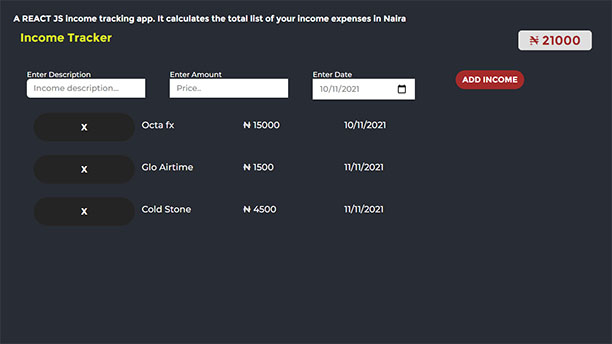 A REACT JS income tracking app. It calculates the total list of your income expenses in Naira
Income Tracker
₦ 21000
Enter Description
Enter Amount
Enter Date
Income description...
Price..
10/11/2021
ADD INCOME
X Octa fx ₦ 15000 10/11/2021
X Glo Airtime ₦ 1500 11/11/2021
X Cold Stone ₦ 4500 11/11/2021